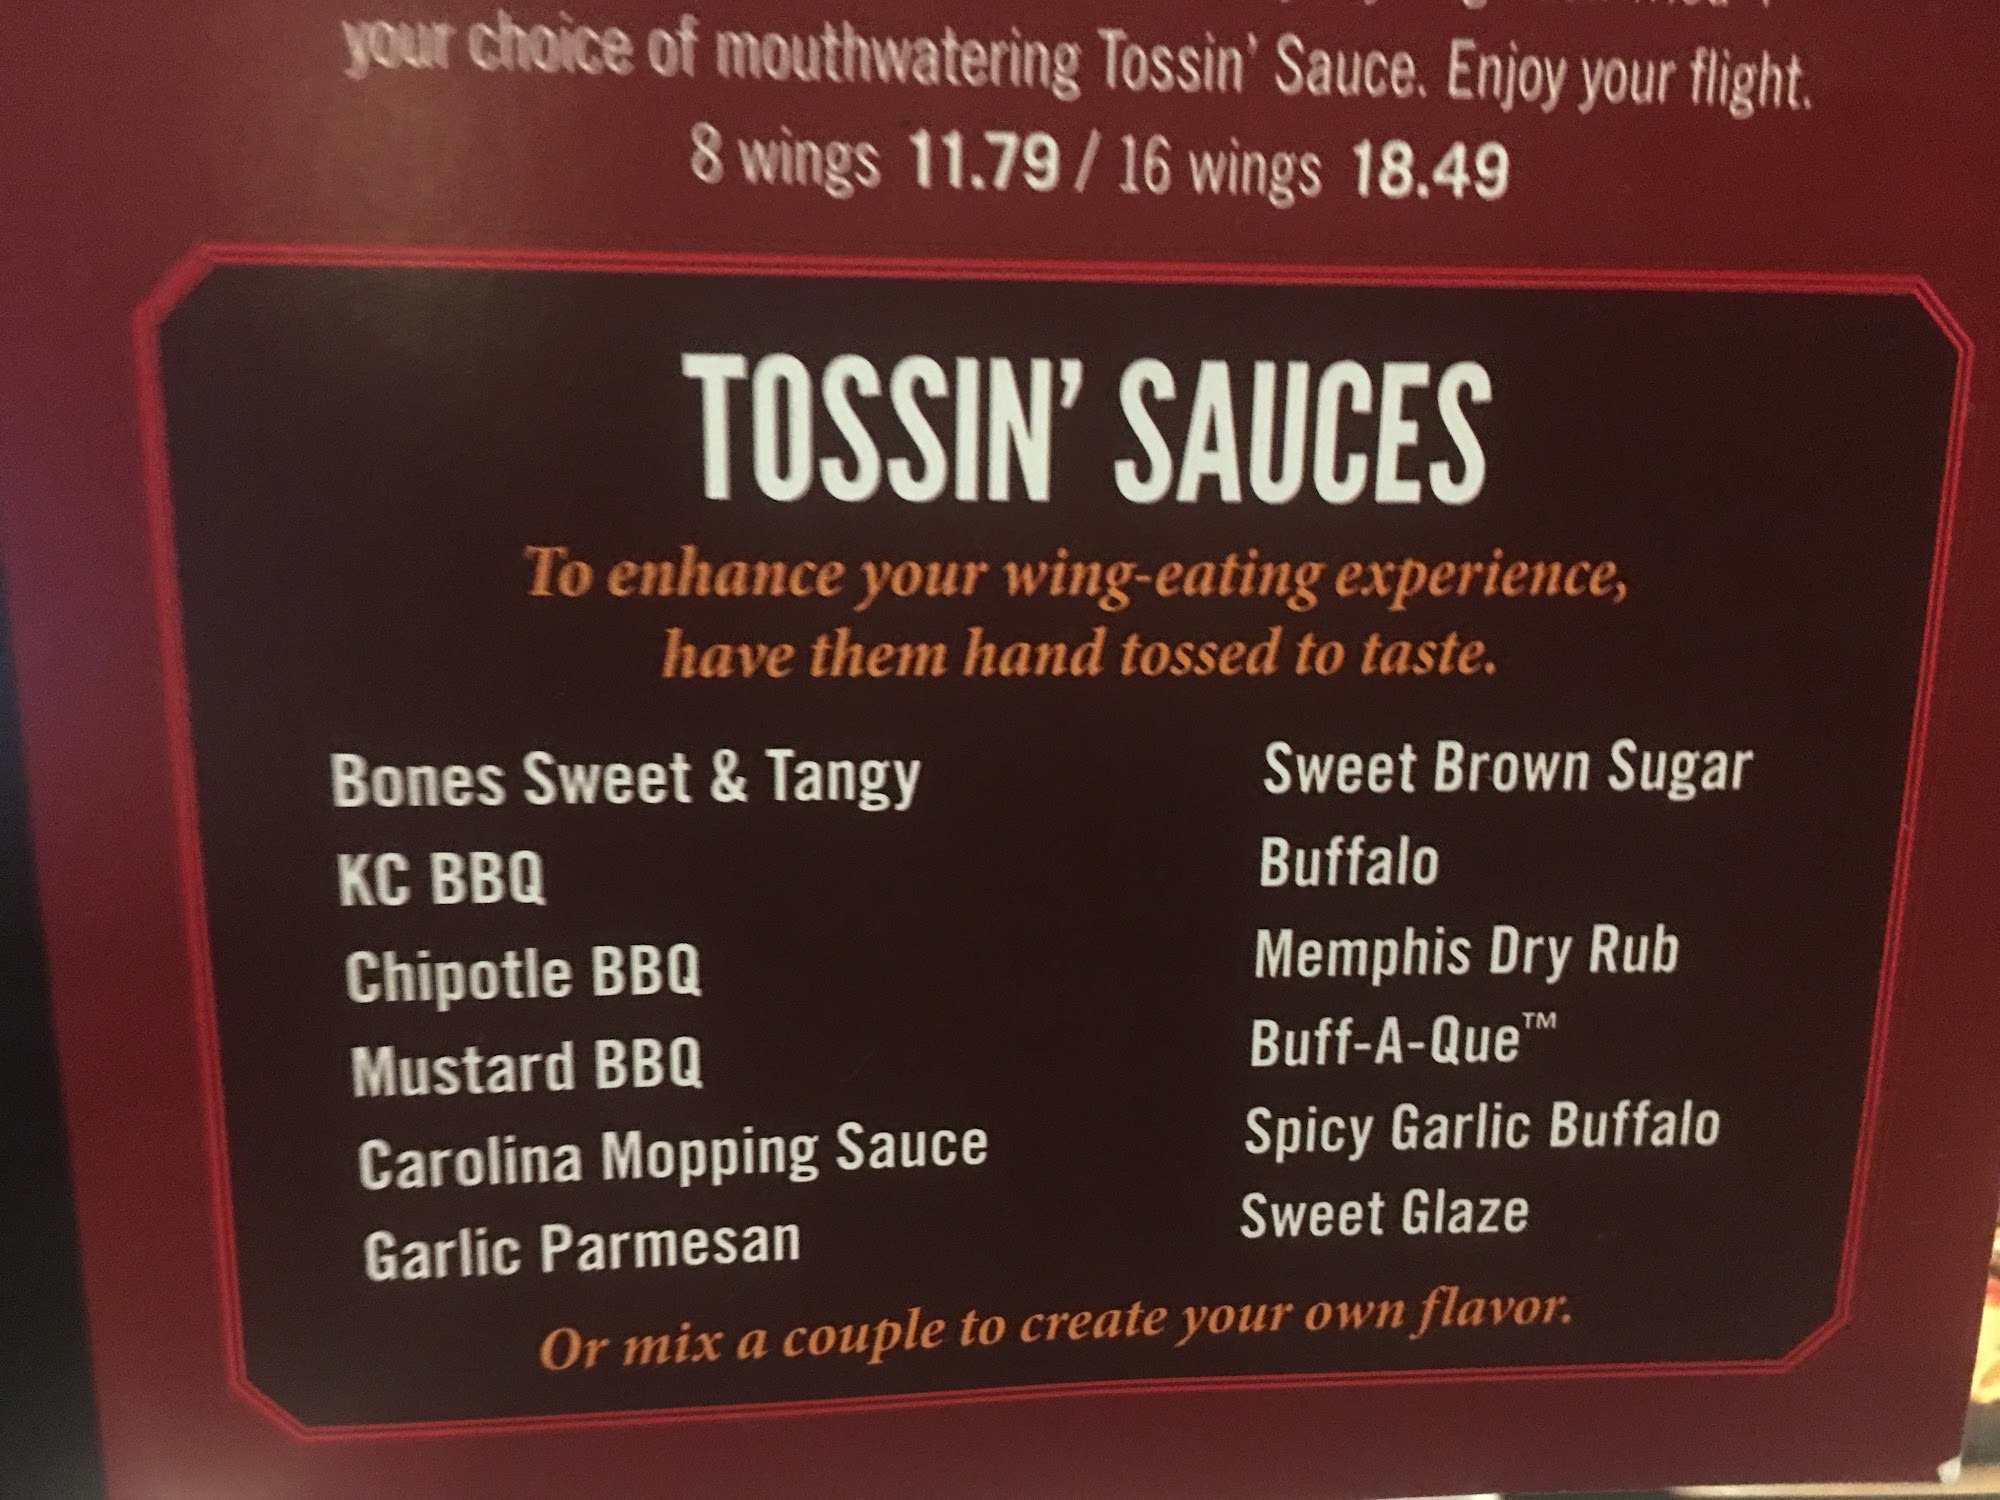 your choice of mouthwatering Tossin' Sauce. Enjoy your flight.
8 wings 11.79 / 16 wings 18.49
TOSSIN' SAUCES
To enhance your wing-eating experience,
have them hand tossed to taste.
Bones Sweet & Tangy
KC BBQ
Chipotle BBQ
Mustard BBQ
Carolina Mopping Sauce
Garlic Parmesan
Sweet Brown Sugar
Buffalo
Memphis Dry Rub
Buff-A-Que™
Spicy Garlic Buffalo
Sweet Glaze
Or mix a couple to create your own flavor.